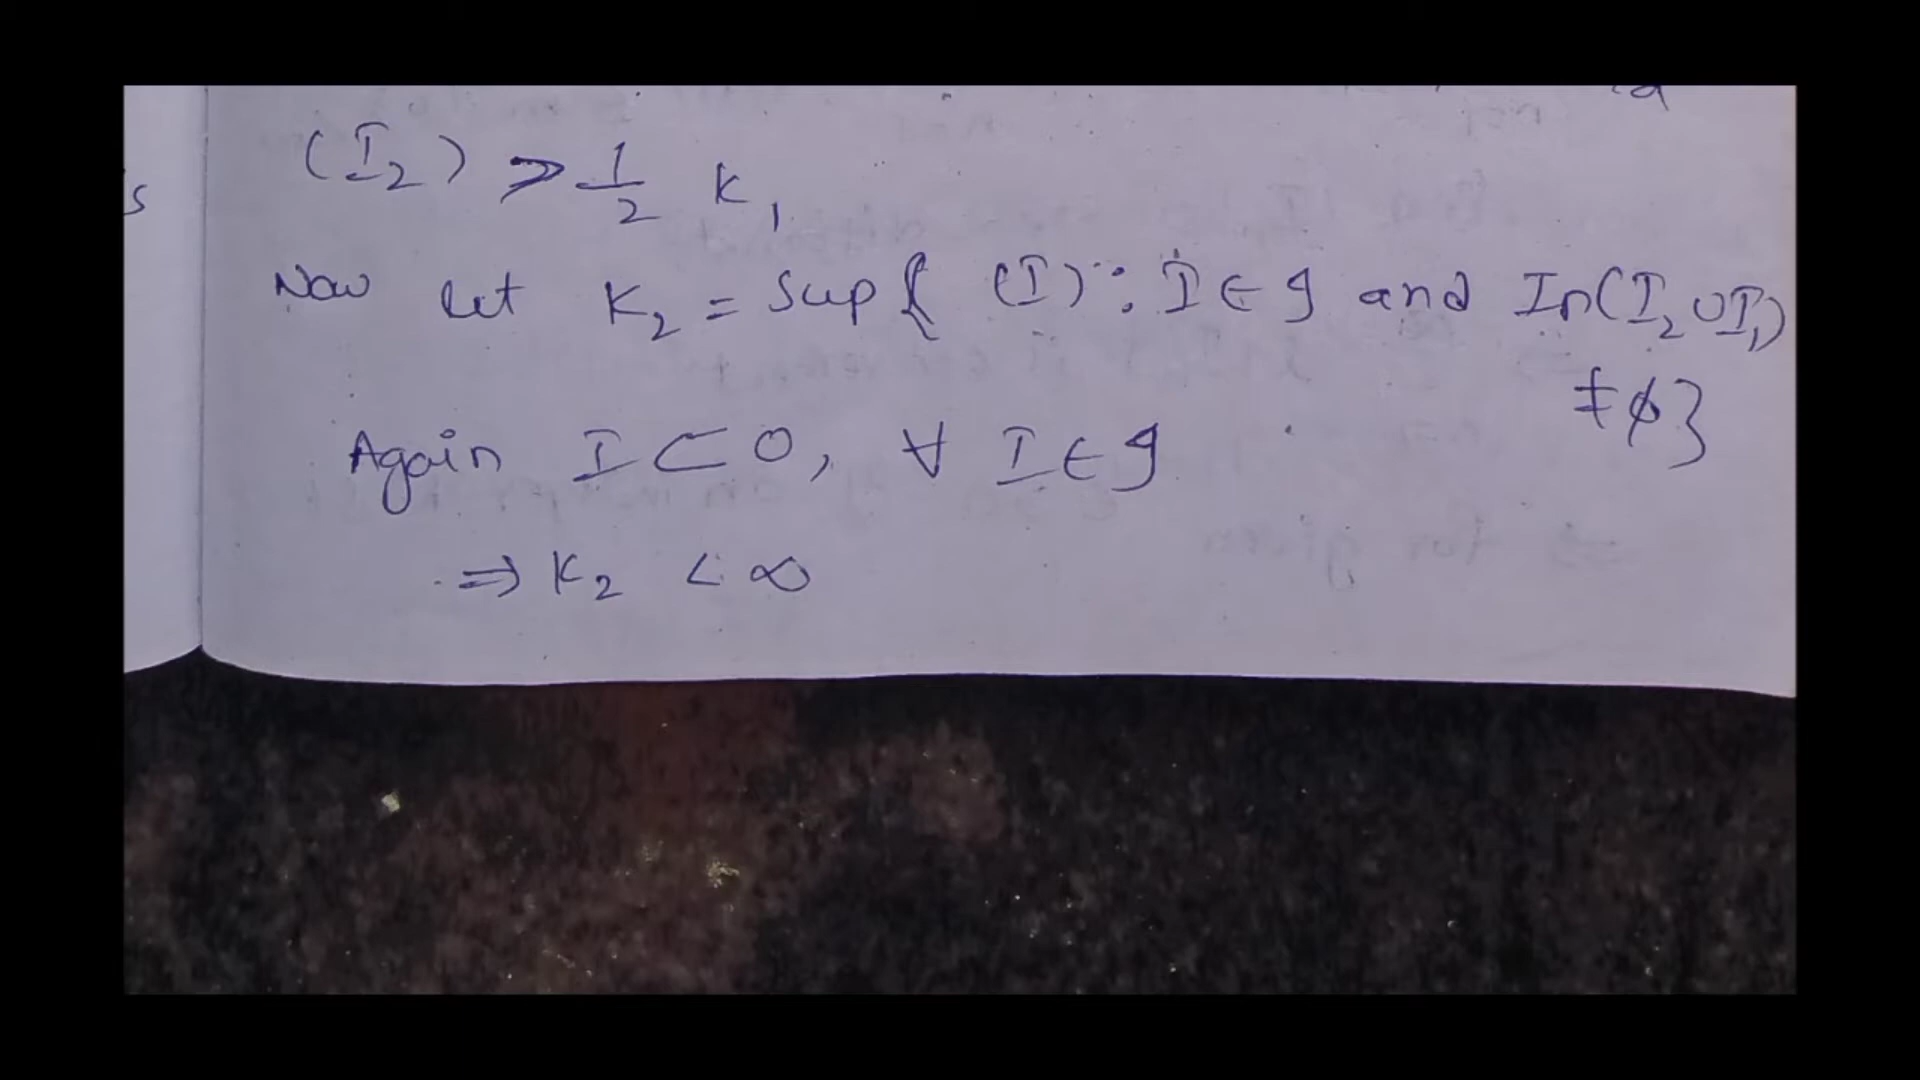 s
(I₂) > 1/2 K₁
Now let K₂ = Sup{ (I) : I ∈ 𝒥 and I∩(I₂∪I₁)
≠ϕ}
Again I ⊂ O, ∀ I ∈ 𝒥
⇒ K₂ < ∞